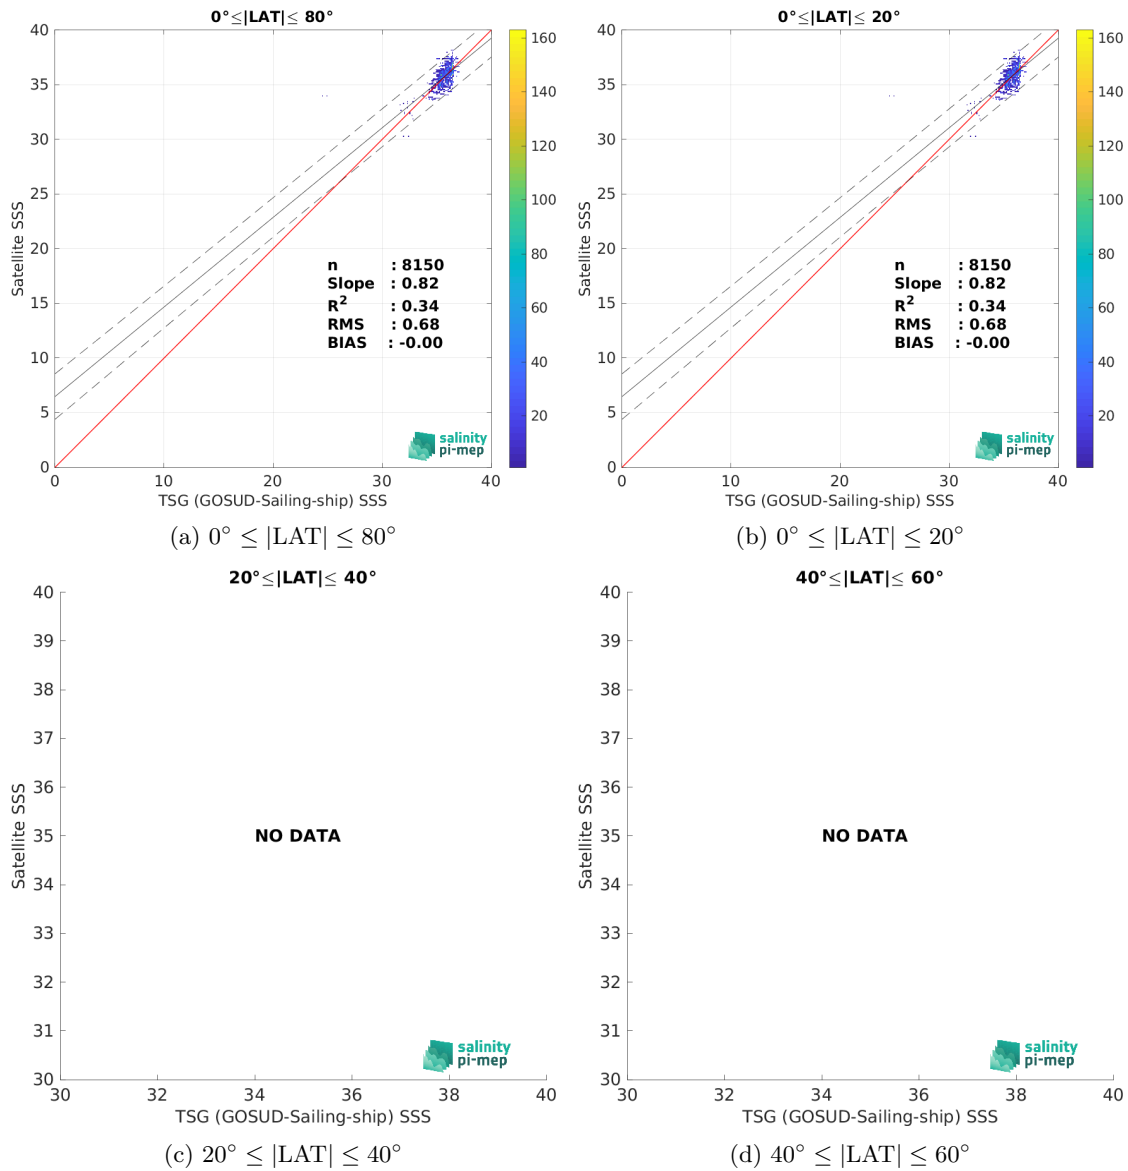 0°≤|LAT|≤ 80°
40
35
30
25
20
15
10
5
0
Satellite SSS
n : 8150
Slope : 0.82
R² : 0.34
RMS : 0.68
BIAS : -0.00
salinity
pi-mep
0 10 20 30 40
TSG (GOSUD-Sailing-ship) SSS
160
140
120
100
80
60
40
20
(a) 0° ≤ |LAT| ≤ 80°
0°≤|LAT|≤ 20°
40
35
30
25
20
15
10
5
0
Satellite SSS
n : 8150
Slope : 0.82
R² : 0.34
RMS : 0.68
BIAS : -0.00
salinity
pi-mep
0 10 20 30 40
TSG (GOSUD-Sailing-ship) SSS
160
140
120
100
80
60
40
20
(b) 0° ≤ |LAT| ≤ 20°
20°≤|LAT|≤ 40°
40
39
38
37
36
35
34
33
32
31
30
Satellite SSS
NO DATA
salinity
pi-mep
30 32 34 36 38 40
TSG (GOSUD-Sailing-ship) SSS
(c) 20° ≤ |LAT| ≤ 40°
40°≤|LAT|≤ 60°
40
39
38
37
36
35
34
33
32
31
30
Satellite SSS
NO DATA
salinity
pi-mep
30 32 34 36 38 40
TSG (GOSUD-Sailing-ship) SSS
(d) 40° ≤ |LAT| ≤ 60°